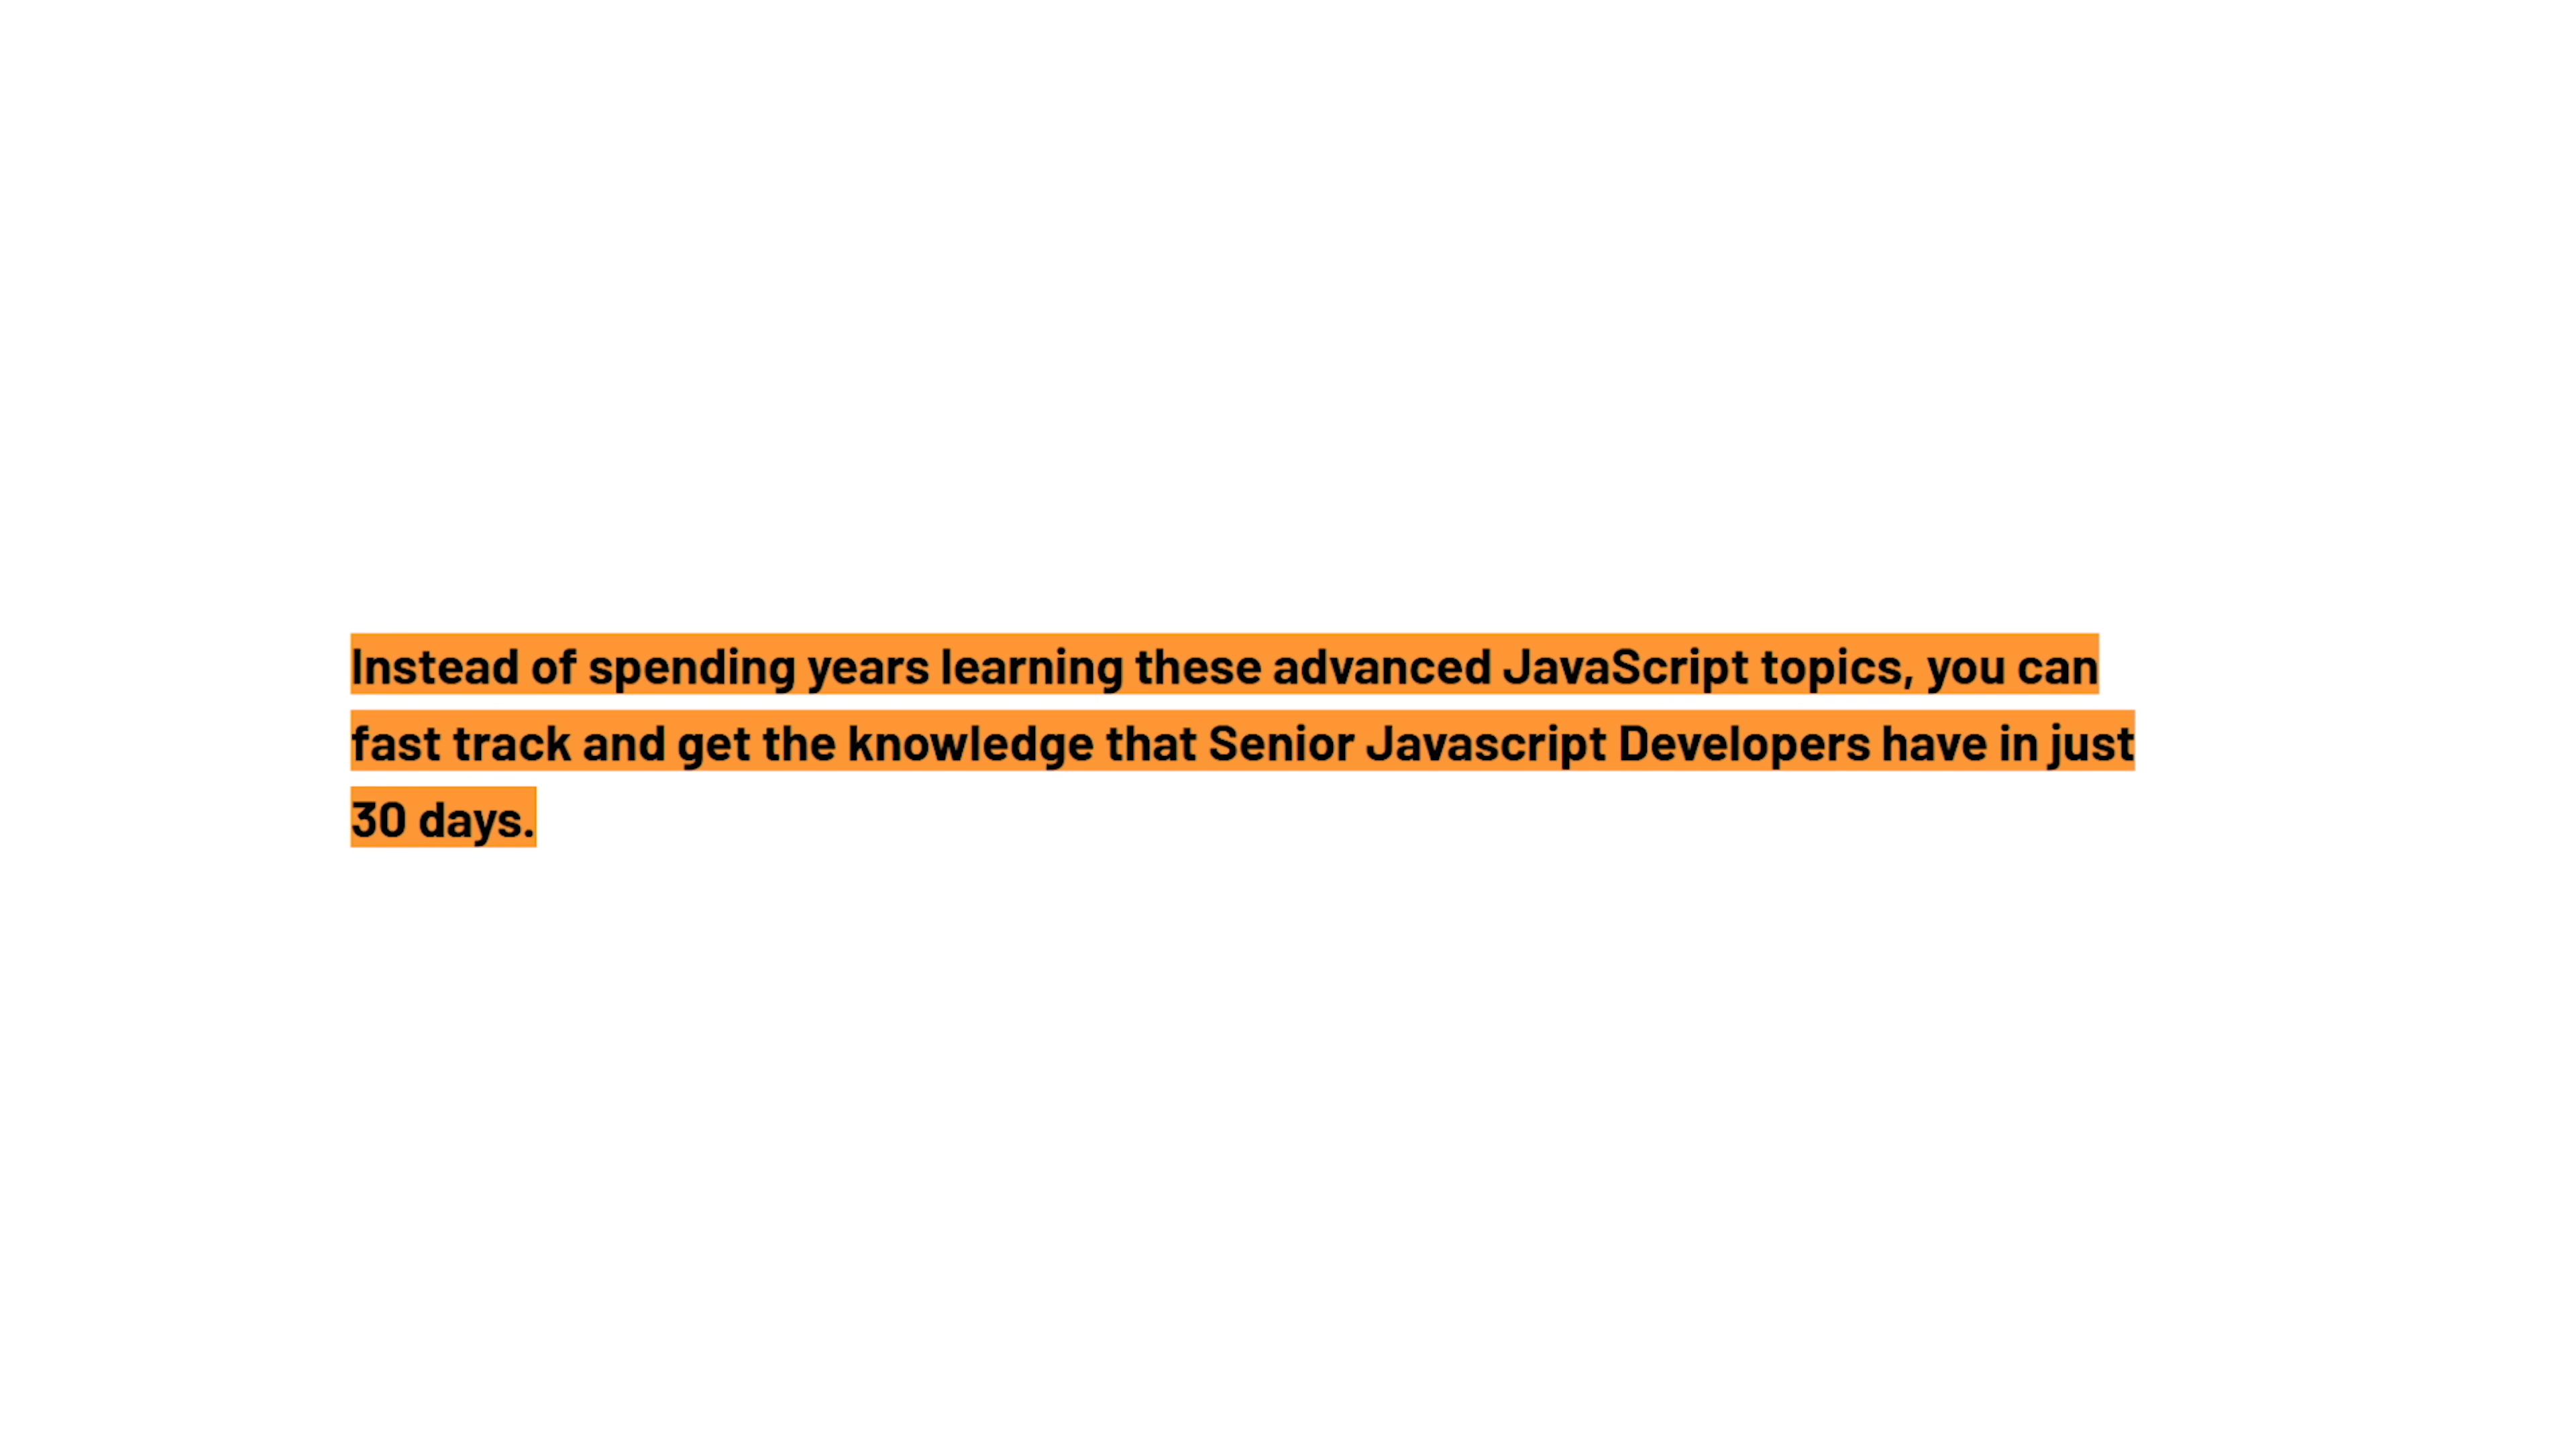 Instead of spending years learning these advanced JavaScript topics, you can
fast track and get the knowledge that Senior Javascript Developers have in just
30 days.